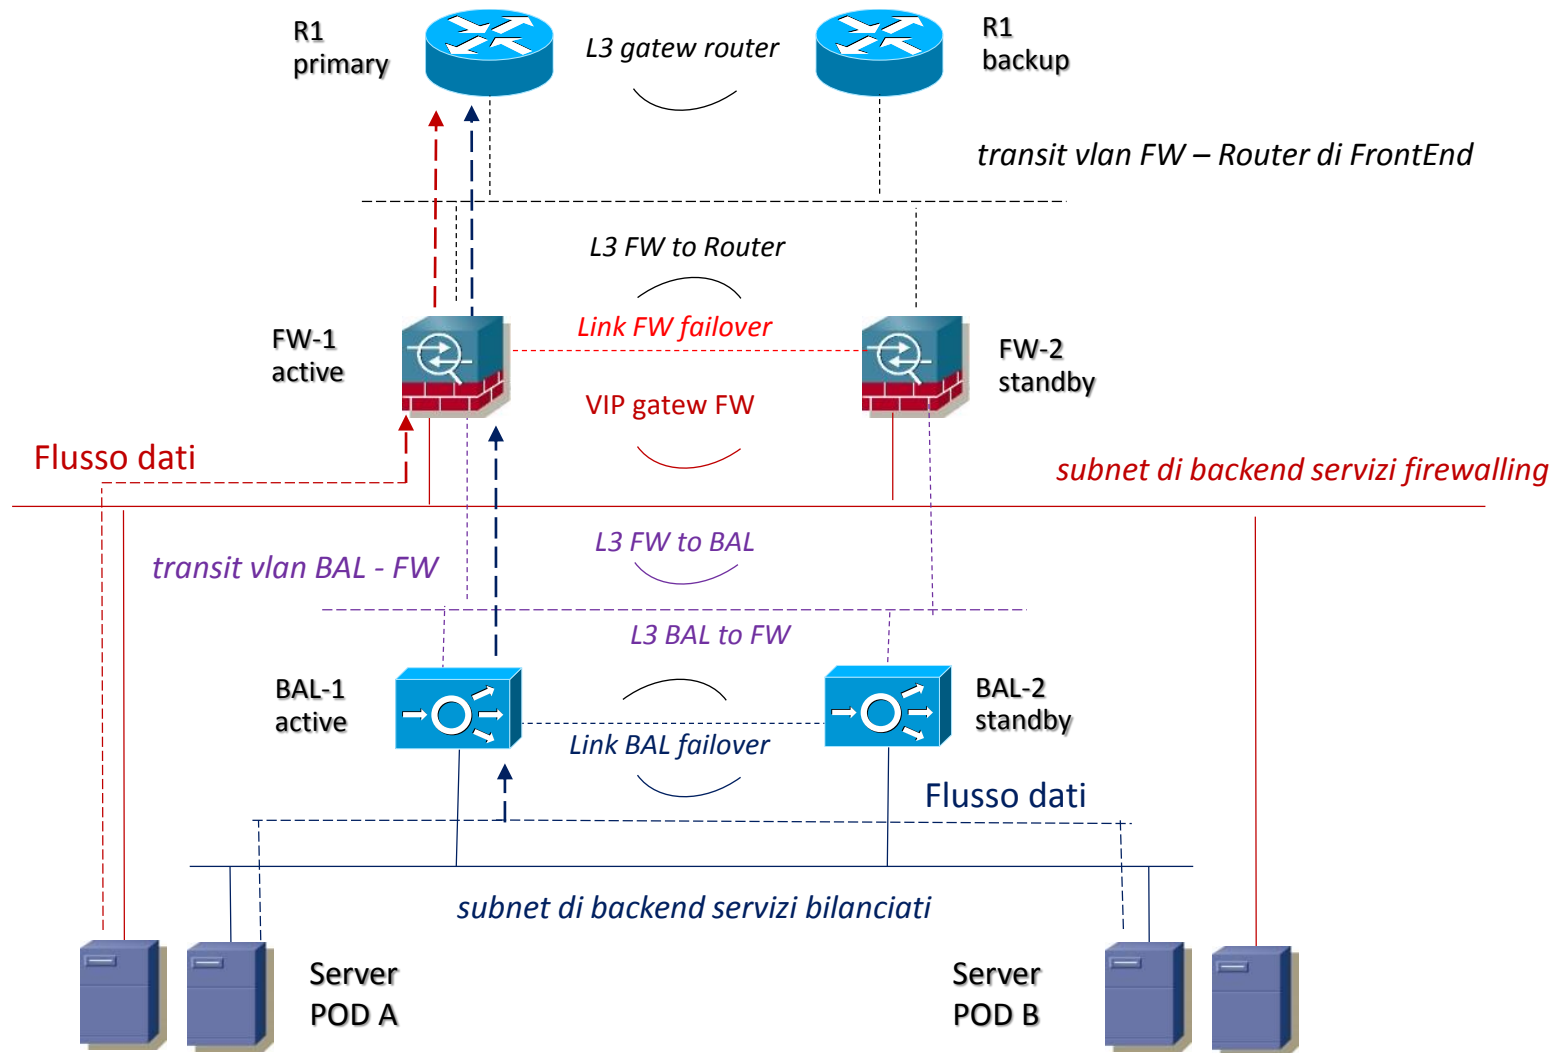 R1
primary
L3 gatew router
R1
backup
transit vlan FW – Router di FrontEnd
L3 FW to Router
FW-1
active
Link FW failover
FW-2
standby
VIP gatew FW
Flusso dati
subnet di backend servizi firewalling
L3 FW to BAL
transit vlan BAL - FW
L3 BAL to FW
BAL-1
active
BAL-2
standby
Link BAL failover
Flusso dati
subnet di backend servizi bilanciati
Server
POD A
Server
POD B